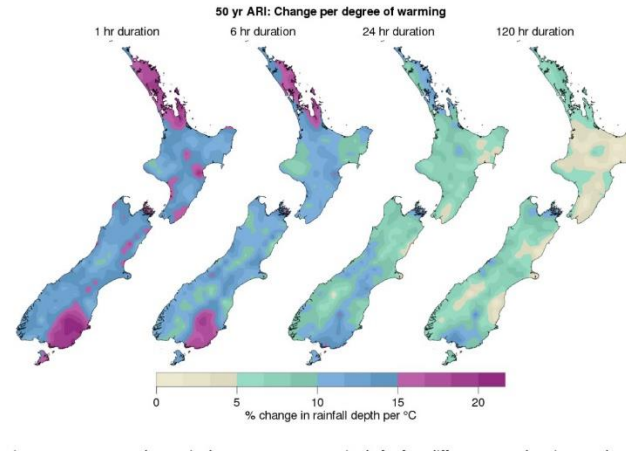 50 yr ARI: Change per degree of warming
1 hr duration
6 hr duration
24 hr duration
120 hr duration
0
5
10
15
20
% change in rainfall depth per °C